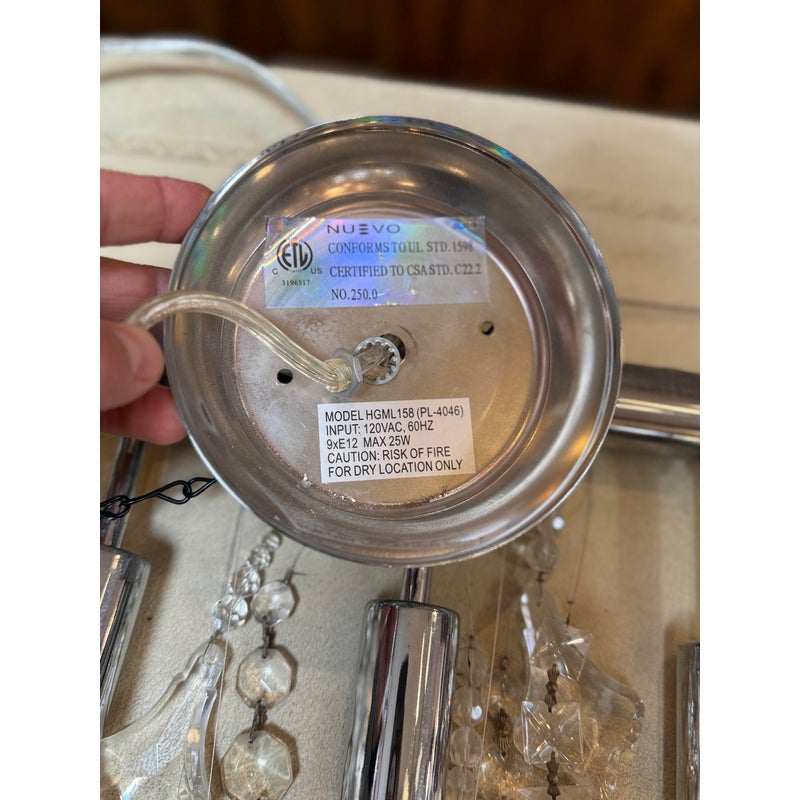 NUEVO
CONFORMS TO UL STD. 1598
CERTIFIED TO CSA STD. C22.2
NO. 250.0
ETL
C US
3196517
MODEL HGML158 (PL-4046)
INPUT: 120VAC, 60HZ
9xE12 MAX 25W
CAUTION: RISK OF FIRE
FOR DRY LOCATION ONLY